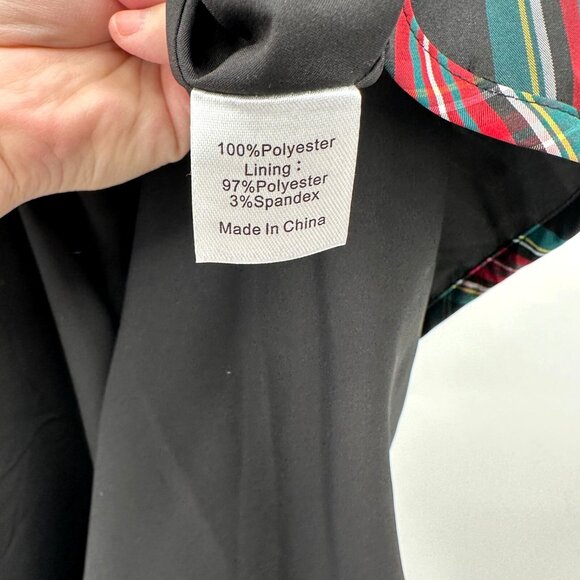 100%Polyester
Lining :
97%Polyester
3%Spandex
Made In China